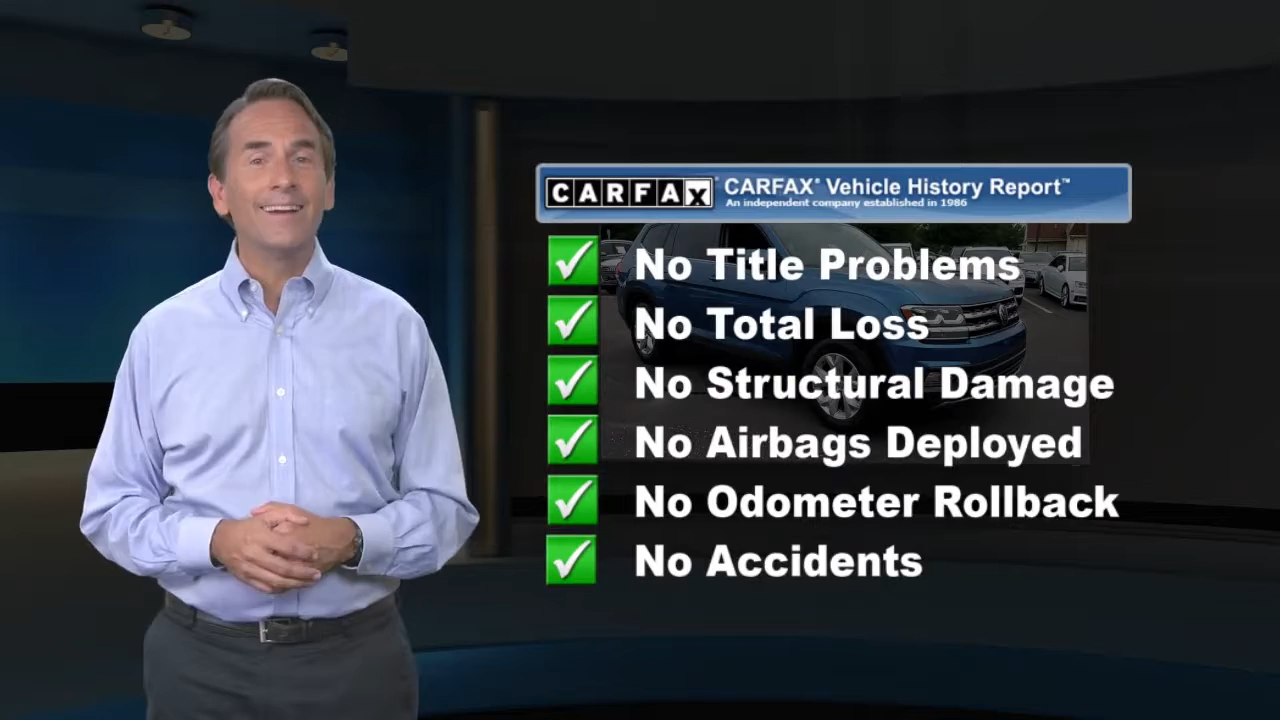 CARFAX
CARFAX® Vehicle History Report™
An independent company established in 1986
No Title Problems
No Total Loss
No Structural Damage
No Airbags Deployed
No Odometer Rollback
No Accidents